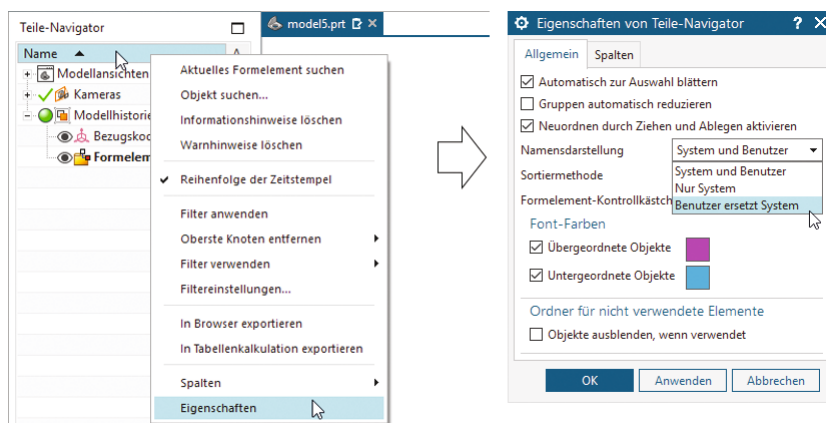 Teile-Navigator
model5.prt
Name
Modellansichten
Kameras
Modellhistorie
Bezugskoo
Formelem
Aktuelles Formelement suchen
Objekt suchen...
Informationshinweise löschen
Warnhinweise löschen
Reihenfolge der Zeitstempel
Filter anwenden
Oberste Knoten entfernen
Filter verwenden
Filtereinstellungen...
In Browser exportieren
In Tabellenkalkulation exportieren
Spalten
Eigenschaften
Eigenschaften von Teile-Navigator ?
Allgemein Spalten
Automatisch zur Auswahl blättern
Gruppen automatisch reduzieren
Neuordnen durch Ziehen und Ablegen aktivieren
Namensdarstellung System und Benutzer
Sortiermethode System und Benutzer
Nur System
Formelement-Kontrollkästch Benutzer ersetzt System
Font-Farben
Übergeordnete Objekte
Untergeordnete Objekte
Ordner für nicht verwendete Elemente
Objekte ausblenden, wenn verwendet
OK Anwenden Abbrechen